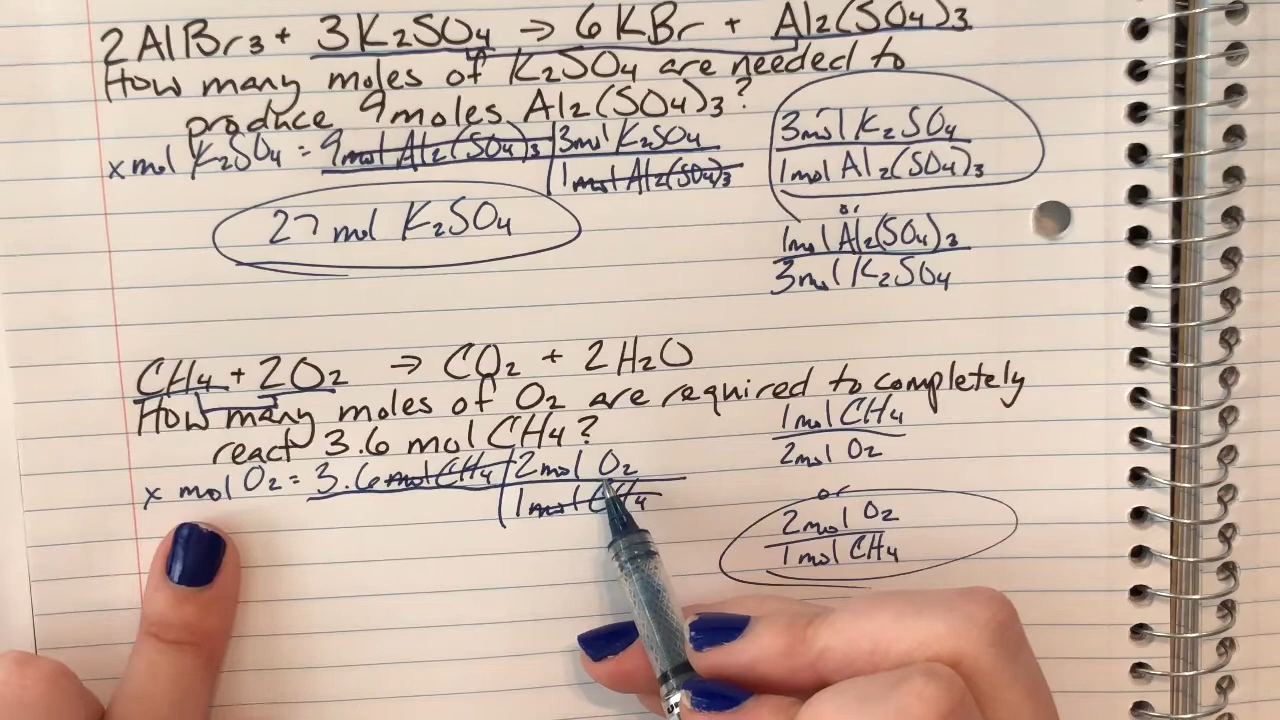 2AlBr₃ + 3K₂SO₄ → 6KBr + Al₂(SO₄)₃
How many moles of K₂SO₄ are needed to
produce 9 moles Al₂(SO₄)₃?
x mol K₂SO₄ = 9 mol Al₂(SO₄)₃ | 3 mol K₂SO₄
1 mol Al₂(SO₄)₃
27 mol K₂SO₄
3 mol K₂SO₄
1 mol Al₂(SO₄)₃
or
1 mol Al₂(SO₄)₃
3 mol K₂SO₄
CH₄ + 2O₂ → CO₂ + 2H₂O
How many moles of O₂ are required to completely
react 3.6 mol CH₄?
x mol O₂ = 3.6 mol CH₄ | 2 mol O₂
1 mol CH₄
1 mol CH₄
2 mol O₂
or
2 mol O₂
1 mol CH₄